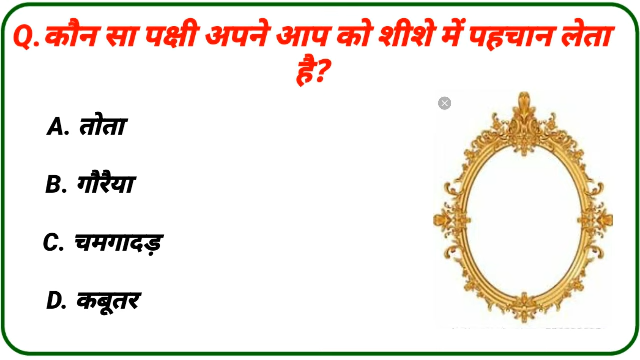 Q. कौन सा पक्षी अपने आप को शीशे में पहचान लेता
है?
A. तोता
B. गौरैया
C. चमगादड़
D. कबूतर